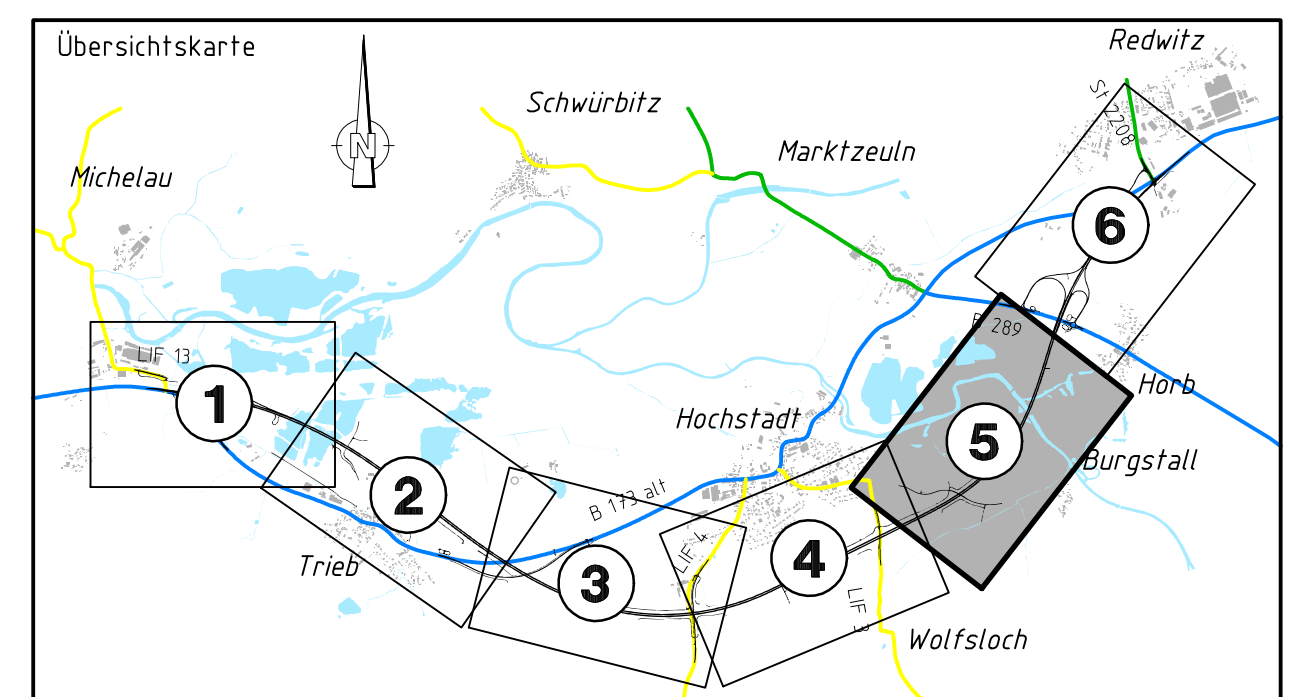 Übersichtskarte
Redwitz
N
Schwürbitz
St 2208
Marktzeuln
Michelau
6
B 289
LIF 13
1
Horb
Hochstadt
5
Burgstall
2
B 173 alt
LIF 4
4
Trieb
3
LIF 3
Wolfsloch